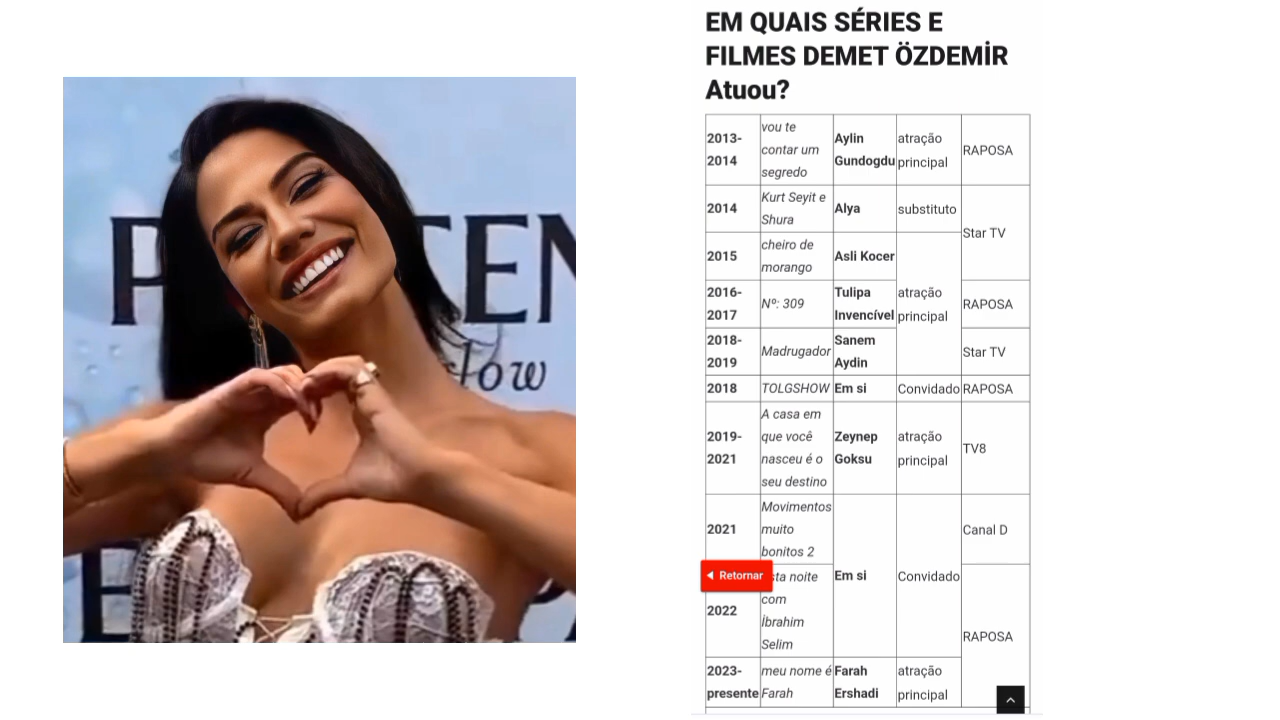 P TEN
low
E
EM QUAIS SÉRIES E
FILMES DEMET ÖZDEMİR
Atuou?
2013-
2014
vou te
contar um
segredo
Aylin
Gundogdu
atração
principal
RAPOSA
2014
Kurt Seyit e
Shura
Alya
substituto
Star TV
2015
cheiro de
morango
Asli Kocer
atração
principal
2016-
2017
Nº: 309
Tulipa
Invencível
RAPOSA
2018-
2019
Madrugador
Sanem
Aydin
Star TV
2018
TOLGSHOW
Em si
Convidado
RAPOSA
2019-
2021
A casa em
que você
nasceu é o
seu destino
Zeynep
Goksu
atração
principal
TV8
2021
Movimentos
muito
bonitos 2
Em si
Convidado
Canal D
Retornar
2022
sta noite
com
İbrahim
Selim
RAPOSA
2023-
presente
meu nome é
Farah
Farah
Ershadi
atração
principal